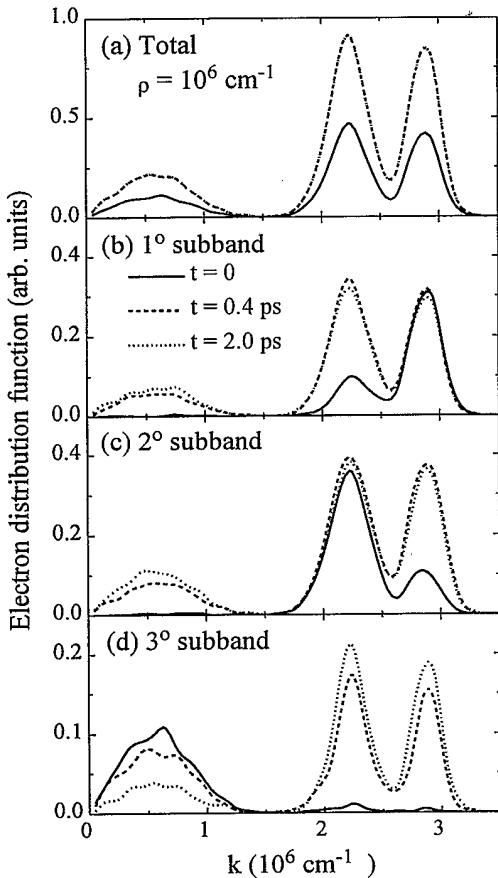 (a) Total
ρ = 10⁶ cm⁻¹
1.0
0.5
0.0
(b) 1° subband
t = 0
t = 0.4 ps
t = 2.0 ps
0.4
0.2
0.0
(c) 2° subband
0.4
0.2
0.0
(d) 3° subband
0.2
0.1
0.0
0 1 2 3
k (10⁶ cm⁻¹ )
Electron distribution function (arb. units)